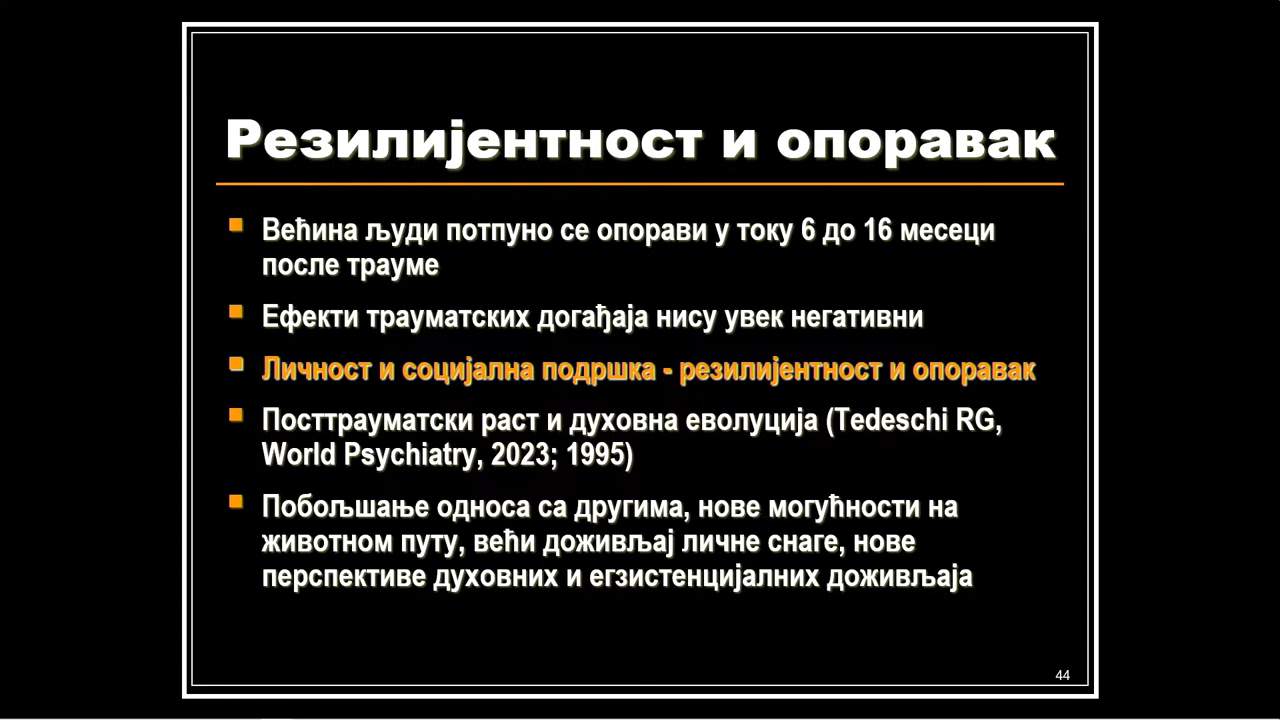 Резилијентност и опоравак
Већина људи потпуно се опорави у току 6 до 16 месеци
после трауме
Ефекти трауматских догађаја нису увек негативни
Личност и социјална подршка - резилијентност и опоравак
Посттрауматски раст и духовна еволуција (Tedeschi RG,
World Psychiatry, 2023; 1995)
Побољшање односа са другима, нове могућности на
животном путу, већи доживљај личне снаге, нове
перспективе духовних и егзистенцијалних доживљаја
44